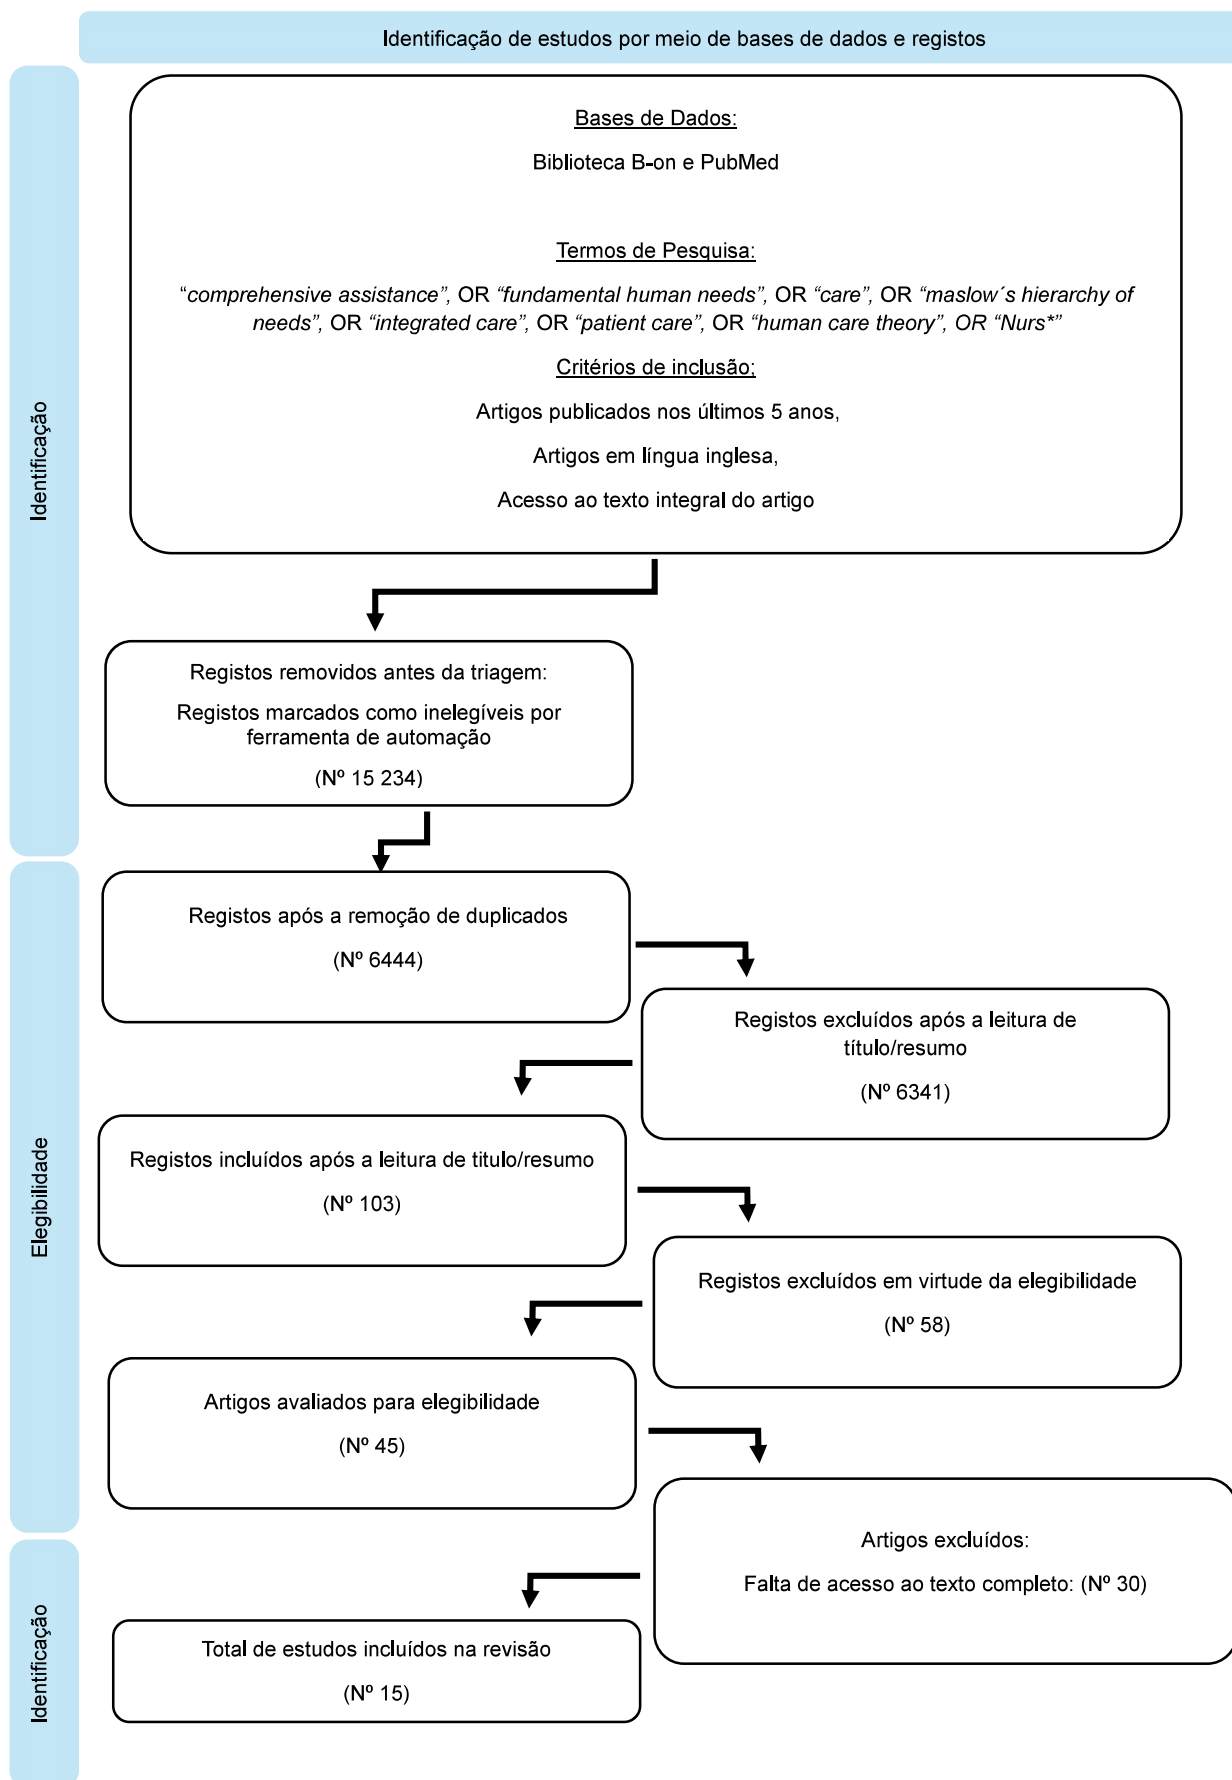 Identificação de estudos por meio de bases de dados e registos
Identificação
Bases de Dados:
Biblioteca B-on e PubMed
Termos de Pesquisa:
“comprehensive assistance”, OR “fundamental human needs”, OR “care”, OR “maslow´s hierarchy of
needs”, OR “integrated care”, OR “patient care”, OR “human care theory”, OR “Nurs*”
Critérios de inclusão;
Artigos publicados nos últimos 5 anos,
Artigos em língua inglesa,
Acesso ao texto integral do artigo
Registos removidos antes da triagem:
Registos marcados como inelegíveis por
ferramenta de automação
(Nº 15 234)
Elegibilidade
Registos após a remoção de duplicados
(Nº 6444)
Registos excluídos após a leitura de
título/resumo
(Nº 6341)
Registos incluídos após a leitura de titulo/resumo
(Nº 103)
Registos excluídos em virtude da elegibilidade
(Nº 58)
Artigos avaliados para elegibilidade
(Nº 45)
Artigos excluídos:
Falta de acesso ao texto completo: (Nº 30)
Identificação
Total de estudos incluídos na revisão
(Nº 15)